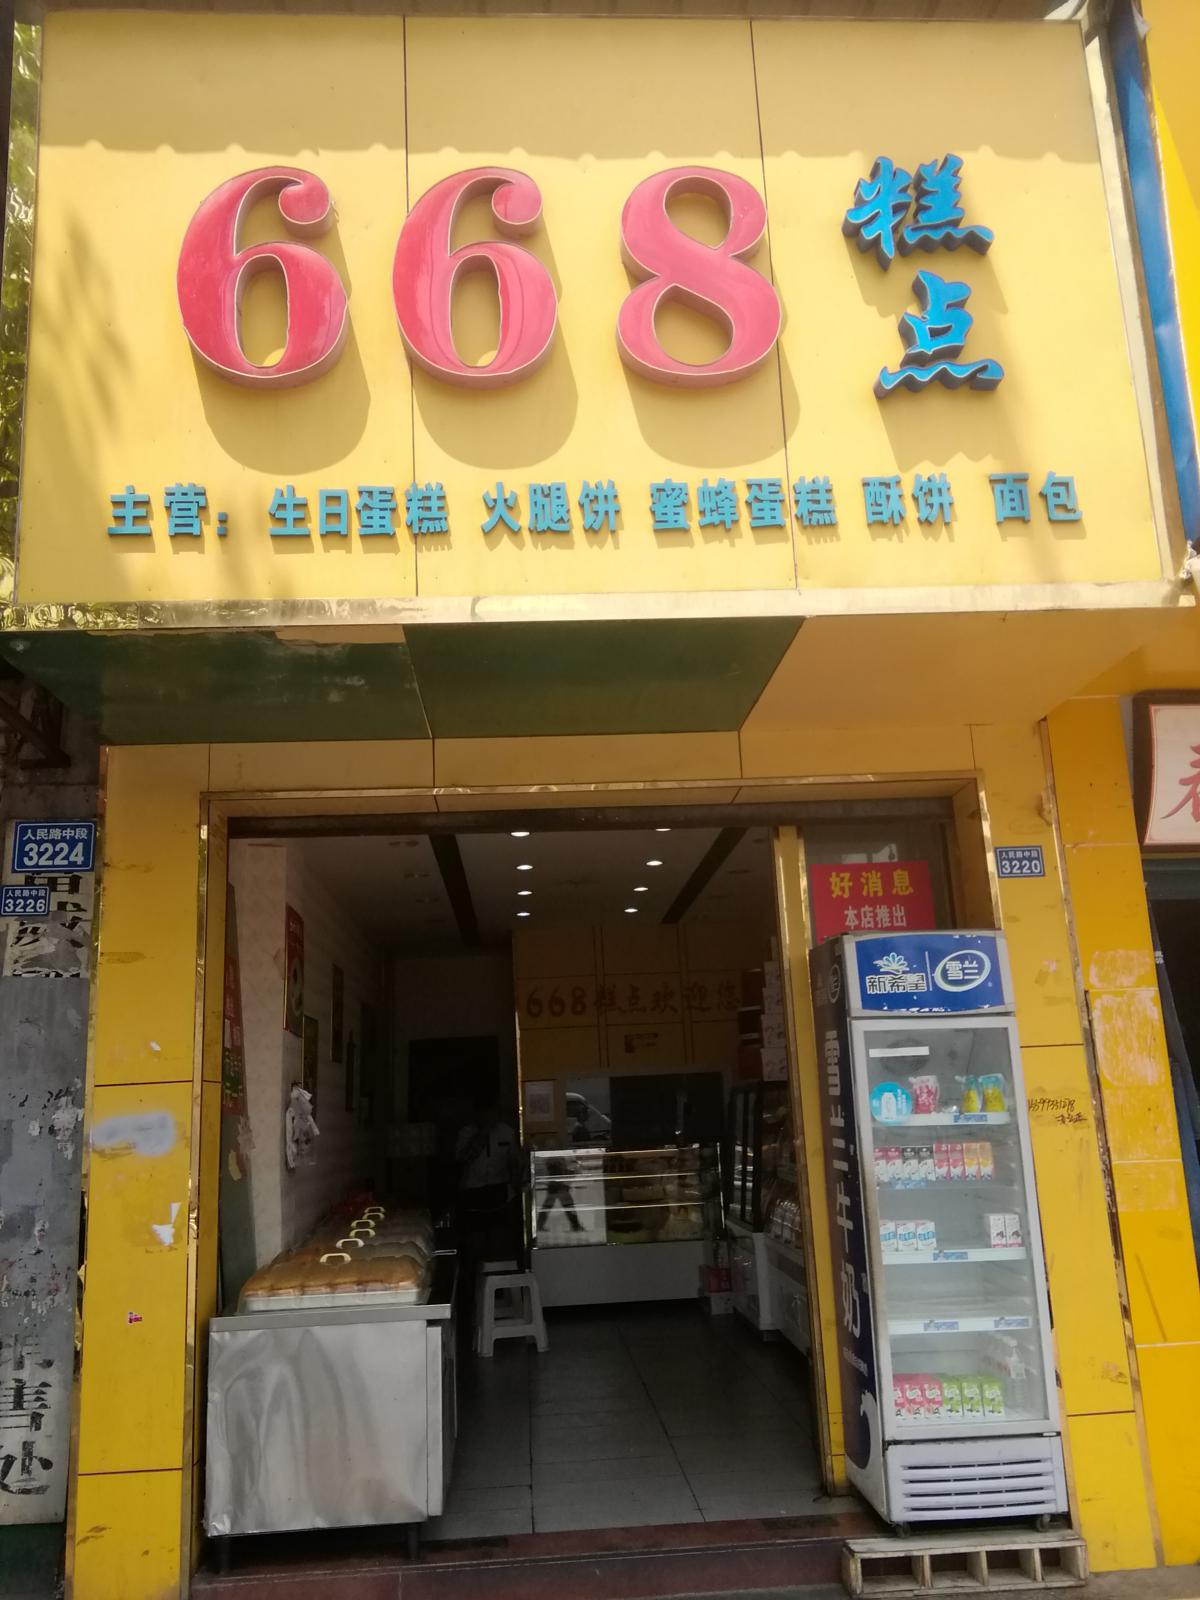 668 糕点
主营：生日蛋糕 火腿饼 蜜蜂蛋糕 酥饼 面包
人民路中段
3224
人民路中段
3226
人民路中段
3220
好消息
本店推出
新希望 雪兰
668糕点欢迎您
雪兰牛奶
售处